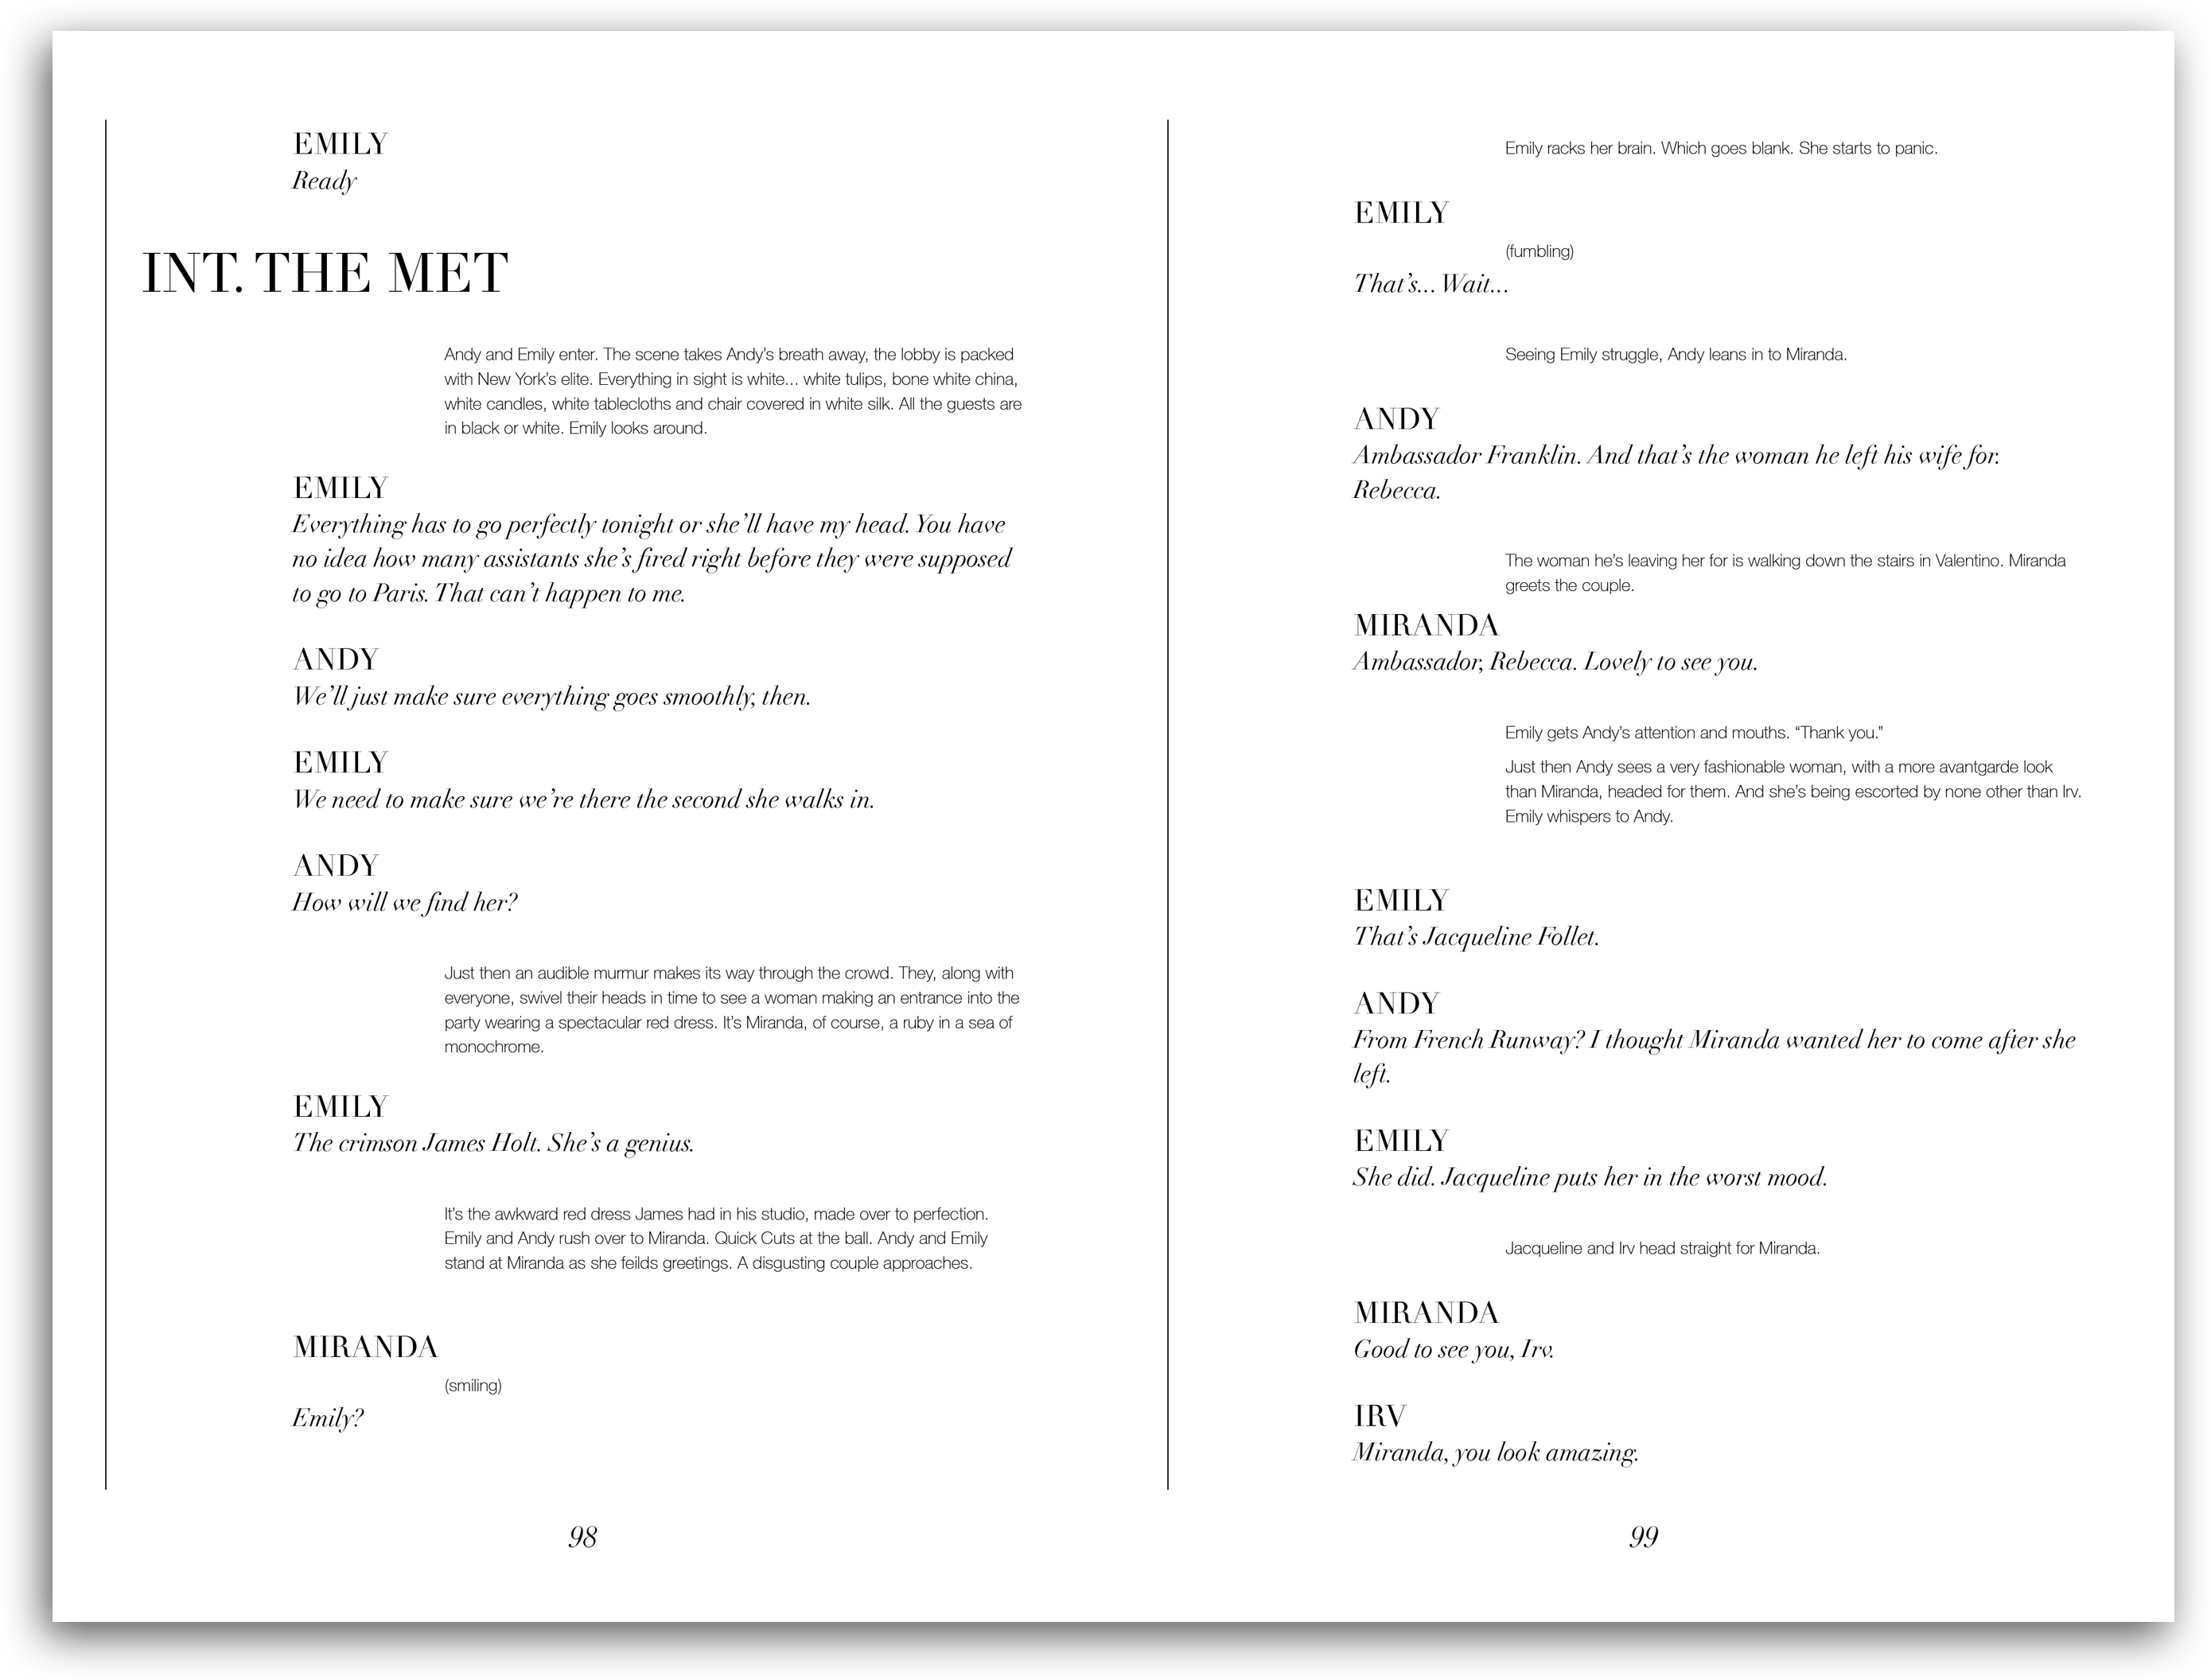 EMILY
Ready
INT. THE MET
Andy and Emily enter. The scene takes Andy’s breath away, the lobby is packed
with New York’s elite. Everything in sight is white... white tulips, bone white china,
white candles, white tablecloths and chair covered in white silk. All the guests are
in black or white. Emily looks around.
EMILY
Everything has to go perfectly tonight or she’ll have my head. You have
no idea how many assistants she’s fired right before they were supposed
to go to Paris. That can’t happen to me.
ANDY
We’ll just make sure everything goes smoothly, then.
EMILY
We need to make sure we’re there the second she walks in.
ANDY
How will we find her?
Just then an audible murmur makes its way through the crowd. They, along with
everyone, swivel their heads in time to see a woman making an entrance into the
party wearing a spectacular red dress. It’s Miranda, of course, a ruby in a sea of
monochrome.
EMILY
The crimson James Holt. She’s a genius.
It’s the awkward red dress James had in his studio, made over to perfection.
Emily and Andy rush over to Miranda. Quick Cuts at the ball. Andy and Emily
stand at Miranda as she feilds greetings. A disgusting couple approaches.
MIRANDA
(smiling)
Emily?
98
Emily racks her brain. Which goes blank. She starts to panic.
EMILY
(fumbling)
That’s... Wait...
Seeing Emily struggle, Andy leans in to Miranda.
ANDY
Ambassador Franklin. And that’s the woman he left his wife for.
Rebecca.
The woman he’s leaving her for is walking down the stairs in Valentino. Miranda
greets the couple.
MIRANDA
Ambassador, Rebecca. Lovely to see you.
Emily gets Andy’s attention and mouths. “Thank you.”
Just then Andy sees a very fashionable woman, with a more avantgarde look
than Miranda, headed for them. And she’s being escorted by none other than Irv.
Emily whispers to Andy.
EMILY
That’s Jacqueline Follet.
ANDY
From French Runway? I thought Miranda wanted her to come after she
left.
EMILY
She did. Jacqueline puts her in the worst mood.
Jacqueline and Irv head straight for Miranda.
MIRANDA
Good to see you, Irv.
IRV
Miranda, you look amazing.
99